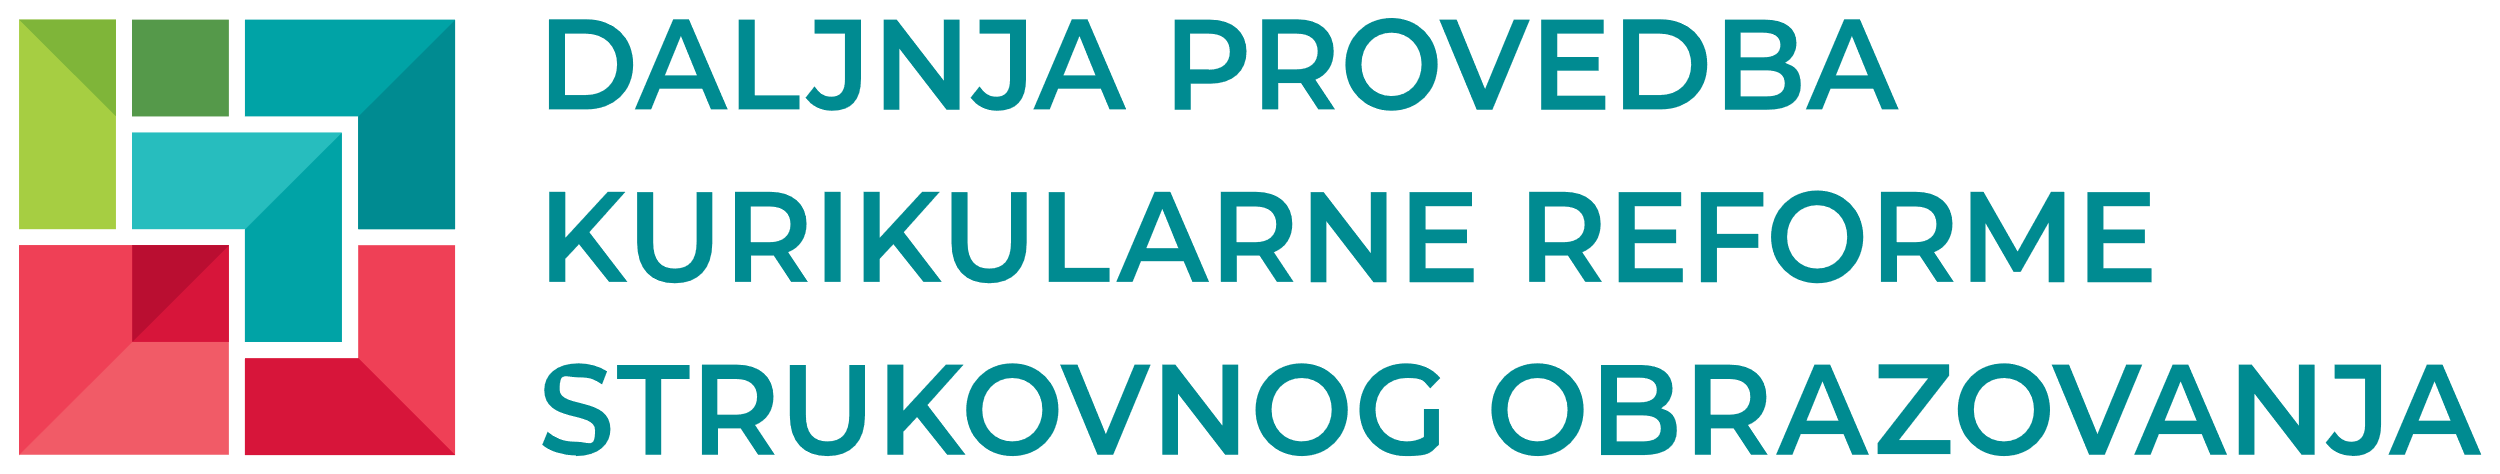 DALJNJA PROVEDBA
KURIKULARNE REFORME
STRUKOVNOG OBRAZOVANJA